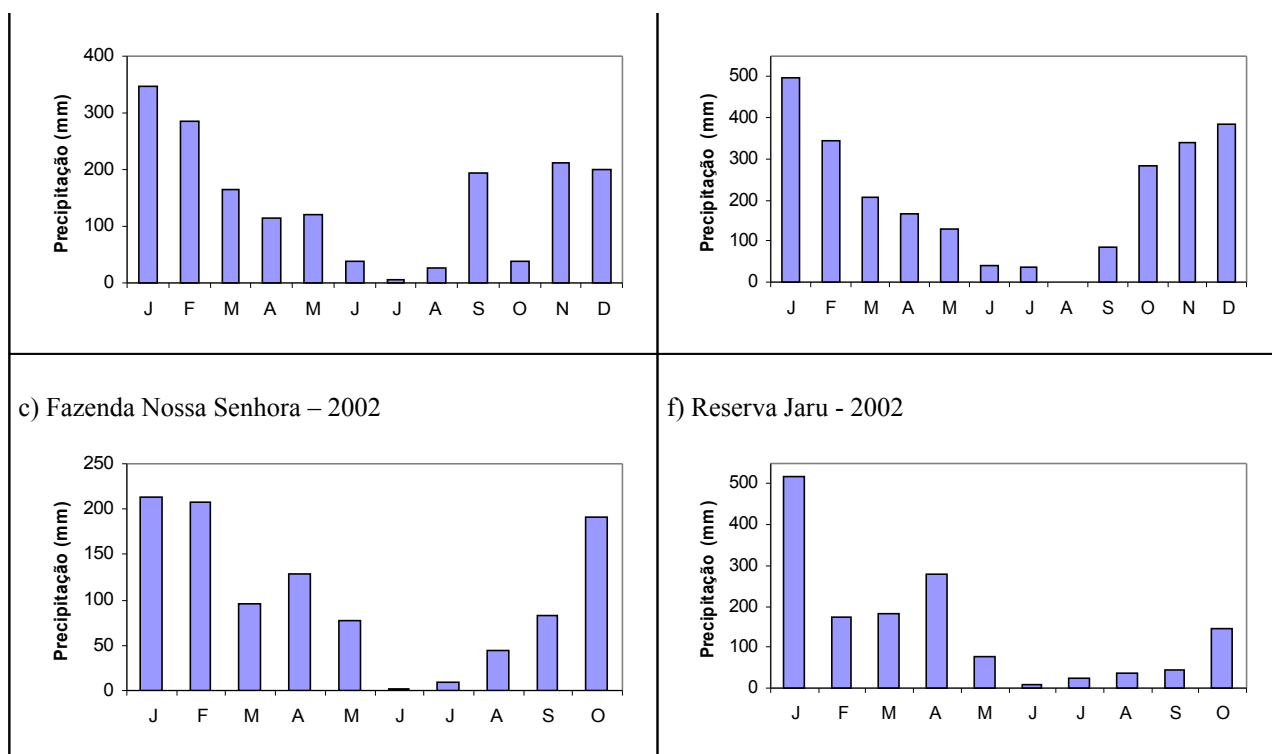 Precipitação (mm)
400
300
200
100
0
J F M A M J J A S O N D
Precipitação (mm)
500
400
300
200
100
0
J F M A M J J A S O N D
c) Fazenda Nossa Senhora – 2002
f) Reserva Jaru - 2002
Precipitação (mm)
250
200
150
100
50
0
J F M A M J J A S O
Precipitação (mm)
500
400
300
200
100
0
J F M A M J J A S O